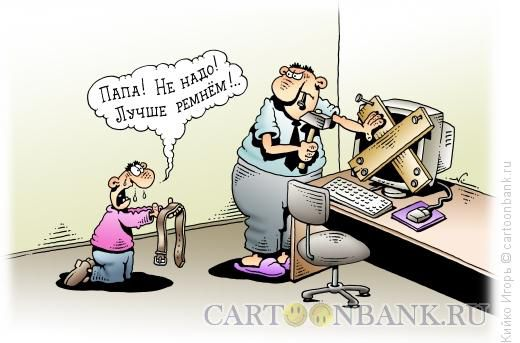 Папа! Не надо!
Лучше ремнём!..
CARTOONBANK.RU
Кийко Игорь © cartoonbank.ru